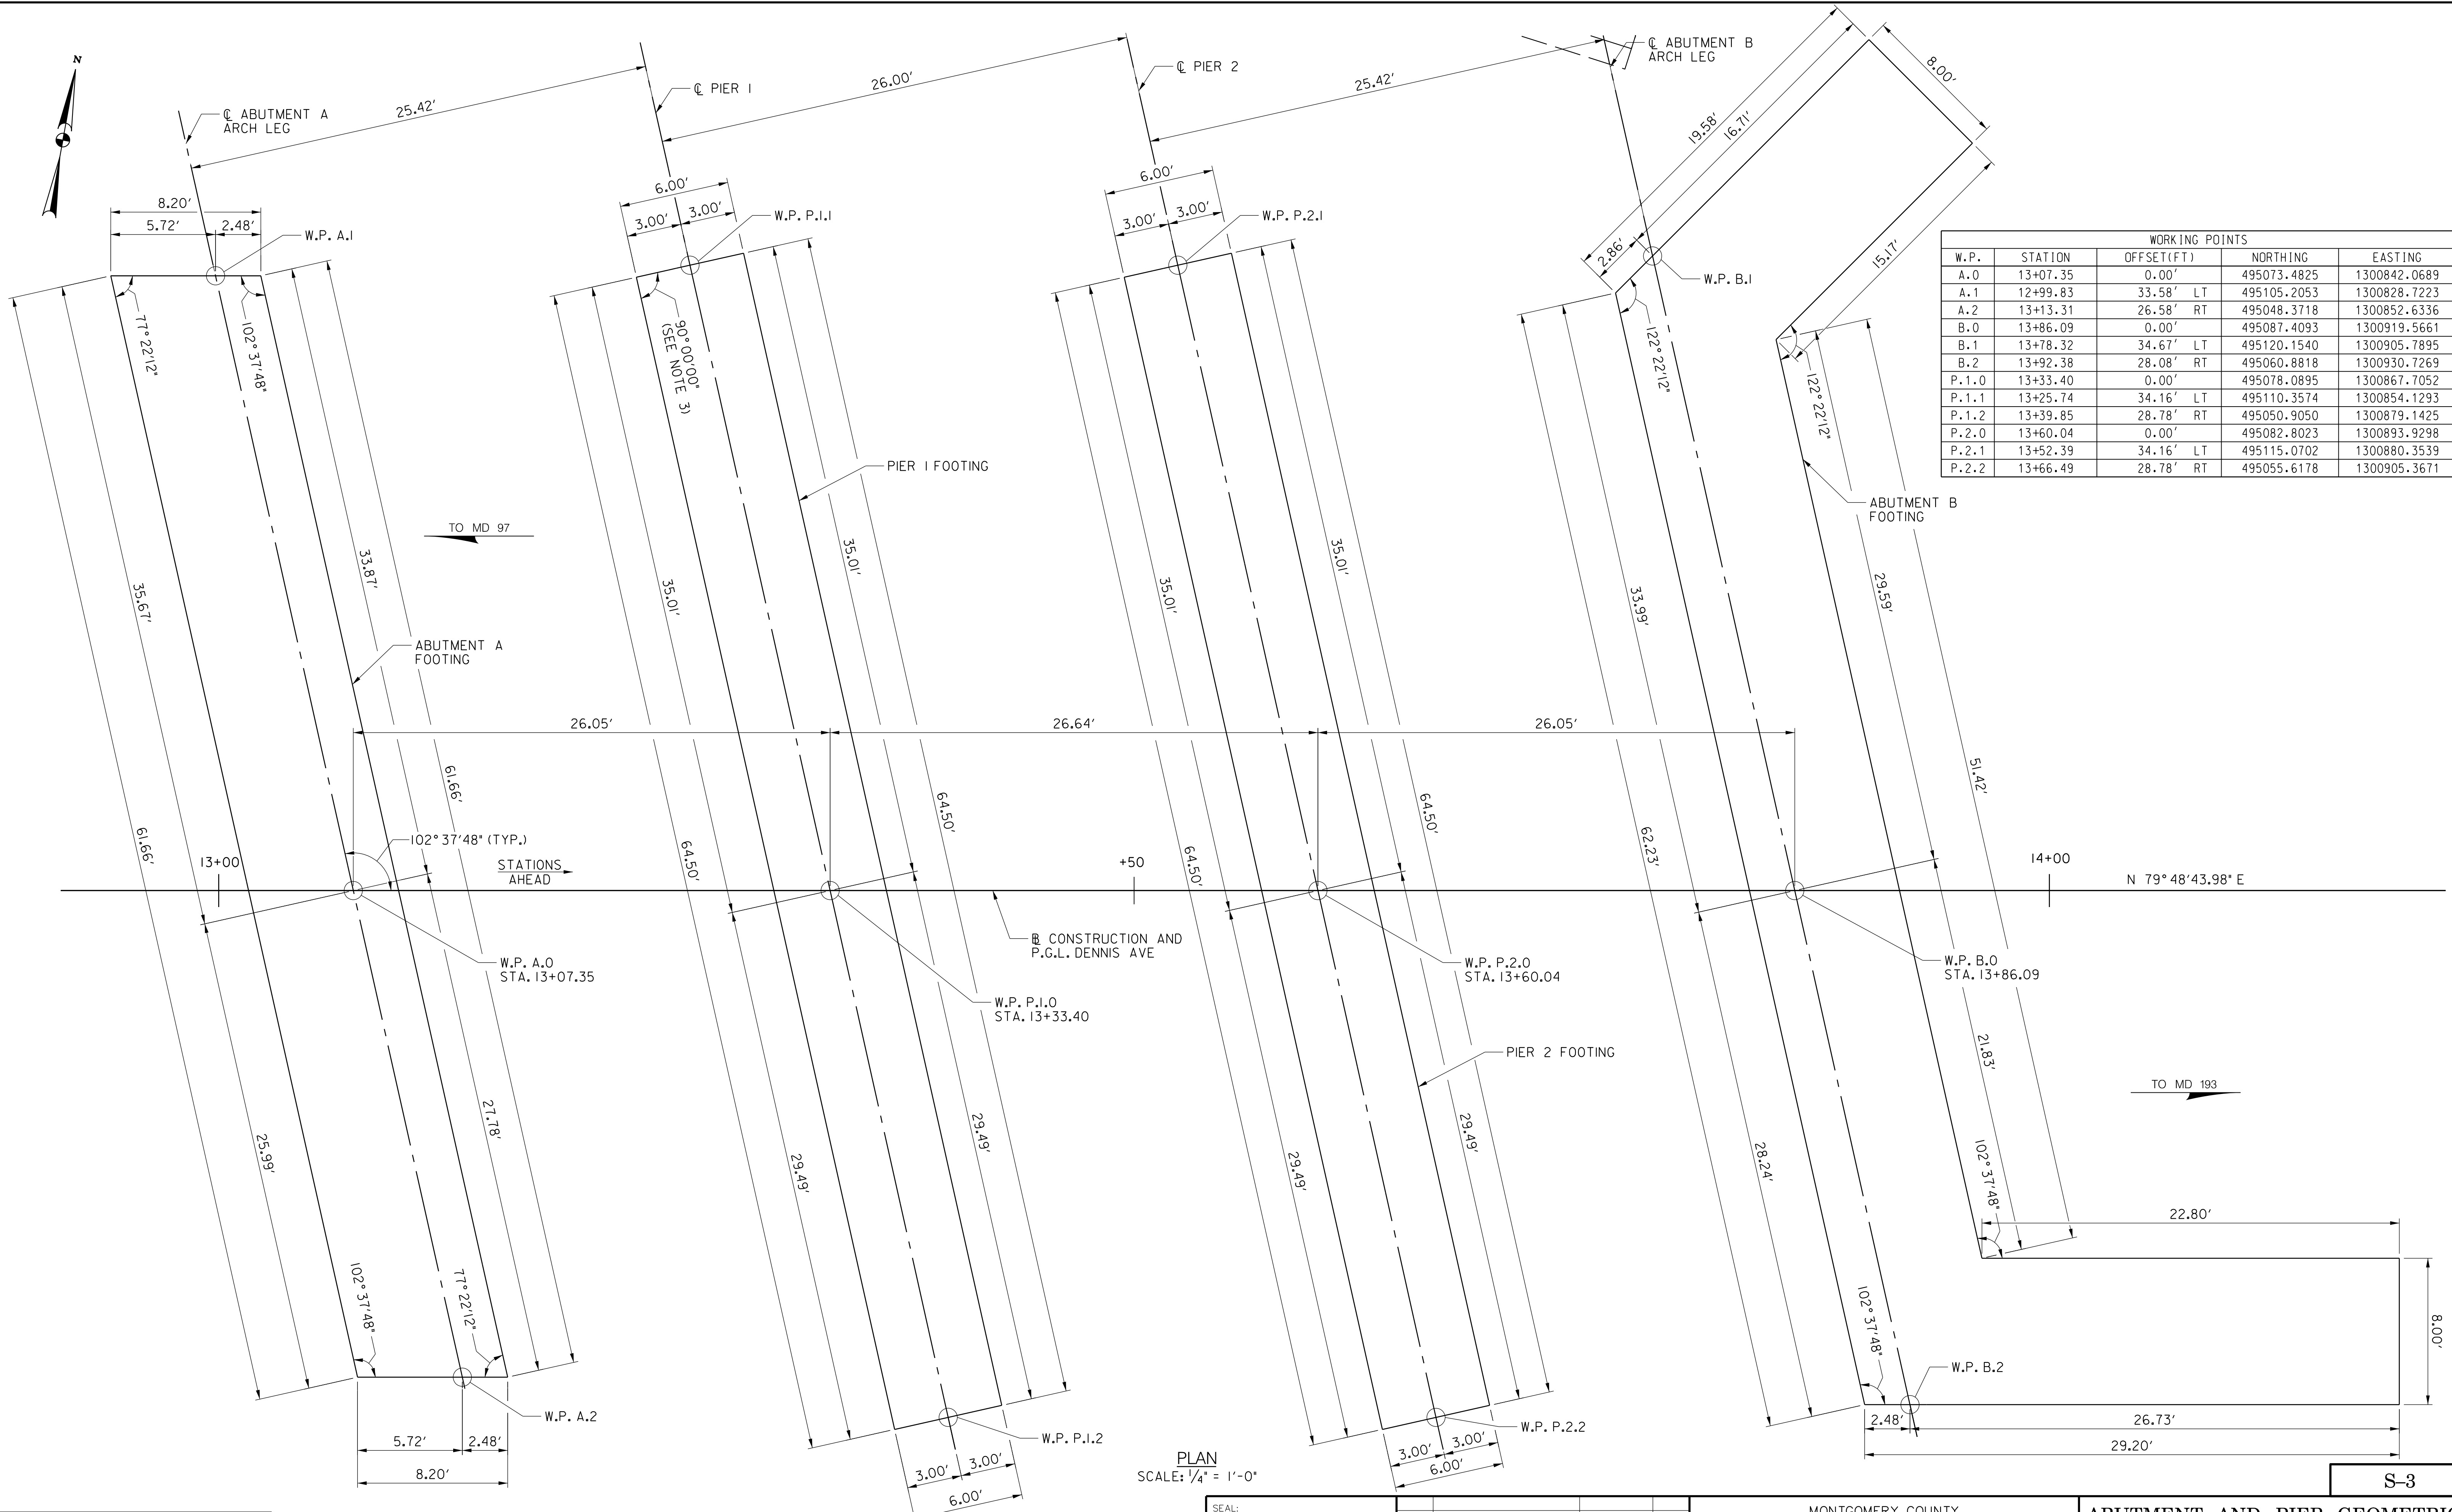 N
℄ ABUTMENT A
ARCH LEG
25.42'
℄ PIER 1
26.00'
℄ PIER 2
25.42'
℄ ABUTMENT B
ARCH LEG
19.58'
16.71'
2.86'
8.00'
15.17'
8.20'
5.72'
2.48'
W.P. A.1
6.00'
3.00'
3.00'
W.P. P.1.1
6.00'
3.00'
3.00'
W.P. P.2.1
W.P. B.1
WORKING POINTS
W.P. STATION OFFSET(FT) NORTHING EASTING
A.0 13+07.35 0.00' 495073.4825 1300842.0689
A.1 12+99.83 33.58' LT 495105.2053 1300828.7223
A.2 13+13.31 26.58' RT 495048.3718 1300852.6336
B.0 13+86.09 0.00' 495087.4093 1300919.5661
B.1 13+78.32 34.67' LT 495120.1540 1300905.7895
B.2 13+92.38 28.08' RT 495060.8818 1300930.7269
P.1.0 13+33.40 0.00' 495078.0895 1300867.7052
P.1.1 13+25.74 34.16' LT 495110.3574 1300854.1293
P.1.2 13+39.85 28.78' RT 495050.9050 1300879.1425
P.2.0 13+60.04 0.00' 495082.8023 1300893.9298
P.2.1 13+52.39 34.16' LT 495115.0702 1300880.3539
P.2.2 13+66.49 28.78' RT 495055.6178 1300905.3671
77°22'12"
102°37'48"
90°00'00"
(SEE NOTE 3)
122°22'12"
122°22'12"
PIER 1 FOOTING
ABUTMENT B
FOOTING
TO MD 97
35.67'
33.87'
35.01'
35.01'
35.01'
35.01'
33.99'
29.59'
ABUTMENT A
FOOTING
26.05'
26.64'
26.05'
61.66'
61.66'
64.50'
64.50'
64.50'
64.50'
62.23'
51.42'
102°37'48" (TYP.)
13+00
STATIONS
AHEAD
+50
14+00
N 79°48'43.98" E
℄ CONSTRUCTION AND
P.G.L. DENNIS AVE
W.P. A.0
STA. 13+07.35
W.P. P.1.0
STA. 13+33.40
W.P. P.2.0
STA. 13+60.04
W.P. B.0
STA. 13+86.09
PIER 2 FOOTING
TO MD 193
25.99'
27.78'
29.49'
29.49'
29.49'
29.49'
28.24'
21.83'
102°37'48"
22.80'
8.00'
102°37'48"
77°22'12"
102°37'48"
W.P. A.2
W.P. P.1.2
W.P. P.2.2
W.P. B.2
5.72'
2.48'
8.20'
3.00'
3.00'
6.00'
3.00'
3.00'
6.00'
2.48'
26.73'
29.20'
PLAN
SCALE: 1/4" = 1'-0"
S-3
SEAL:
MONTGOMERY COUNTY
ABUTMENT AND PIER GEOMETRIC